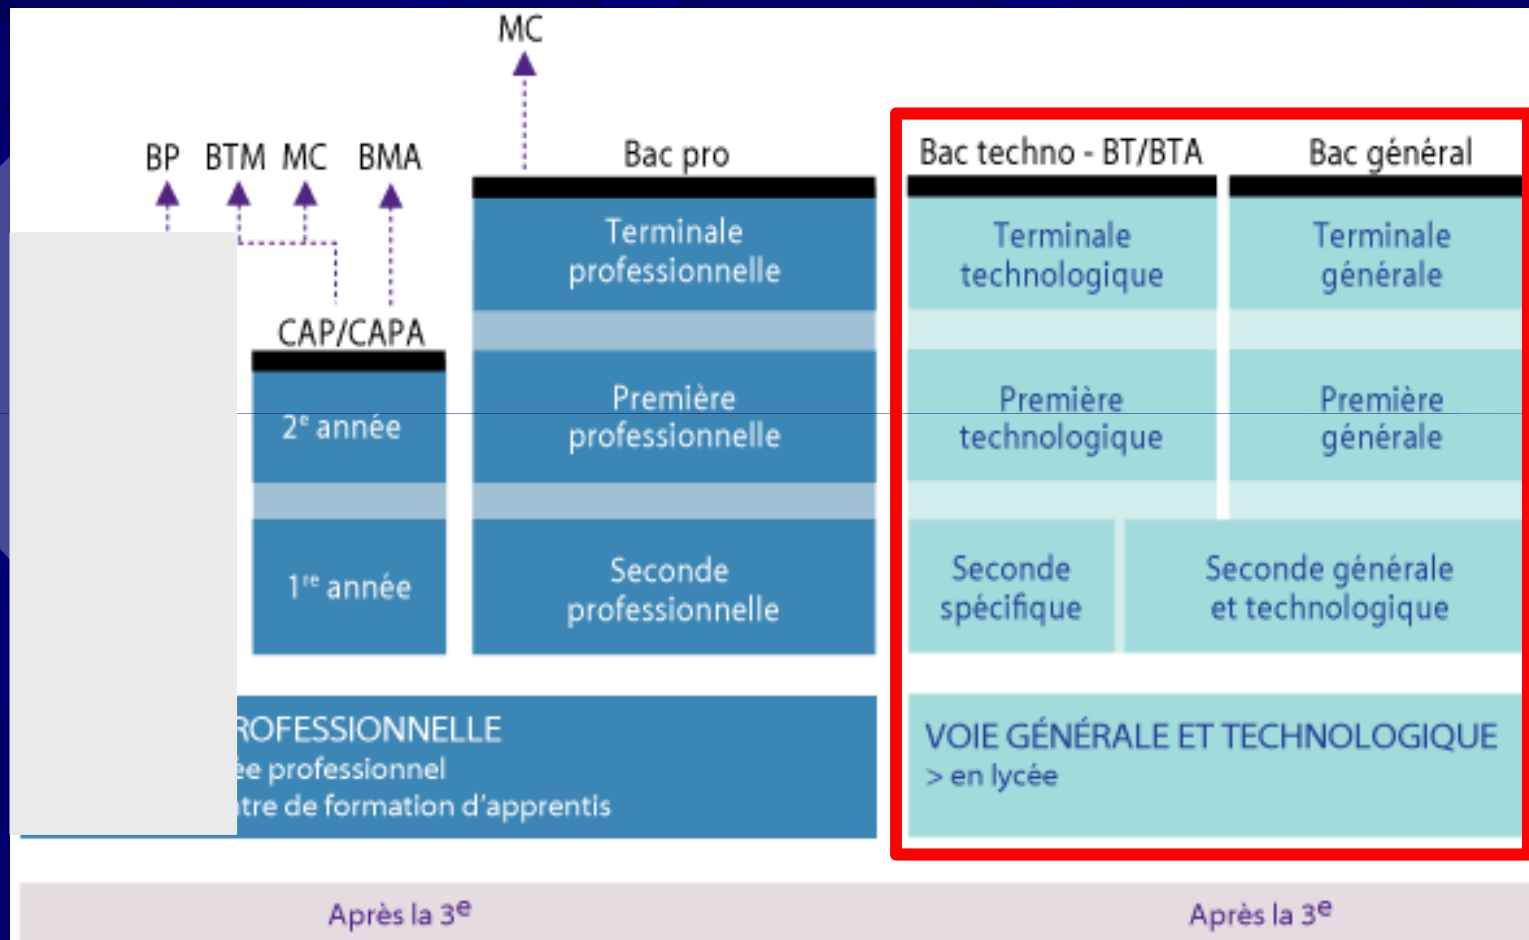 MC
BP BTM MC BMA
Bac pro
Bac techno - BT/BTA
Bac général
Terminale
professionnelle
Terminale
technologique
Terminale
générale
CAP/CAPA
2e année
Première
professionnelle
Première
technologique
Première
générale
1re année
Seconde
professionnelle
Seconde
spécifique
Seconde générale
et technologique
ROFESSIONNELLE
ée professionnel
tre de formation d'apprentis
VOIE GÉNÉRALE ET TECHNOLOGIQUE
> en lycée
Après la 3e
Après la 3e